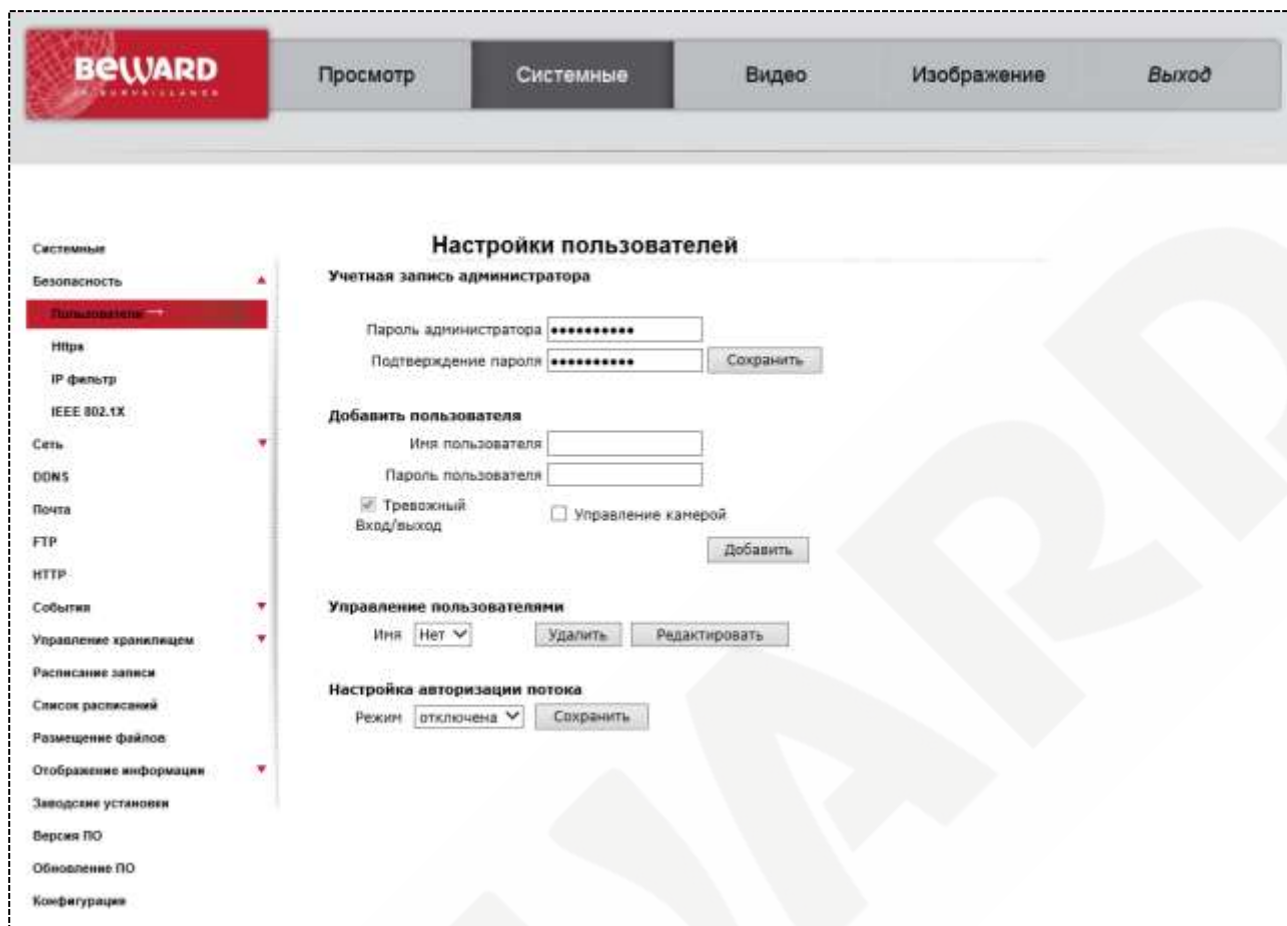 BEWARD
IP SURVEILLANCE
Просмотр
Системные
Видео
Изображение
Выход
Системные
Безопасность
Пользователи →
Https
IP фильтр
IEEE 802.1X
Сеть
DDNS
Почта
FTP
HTTP
События
Управление хранилищем
Расписание записи
Список расписаний
Размещение файлов
Отображение информации
Заводские установки
Версия ПО
Обновление ПО
Конфигурация
Настройки пользователей
Учетная запись администратора
Пароль администратора ••••••••••
Подтверждение пароля •••••••••• Сохранить
Добавить пользователя
Имя пользователя
Пароль пользователя
Тревожный
Вход/выход
Управление камерой
Добавить
Управление пользователями
Имя Нет Удалить Редактировать
Настройка авторизации потока
Режим отключена Сохранить